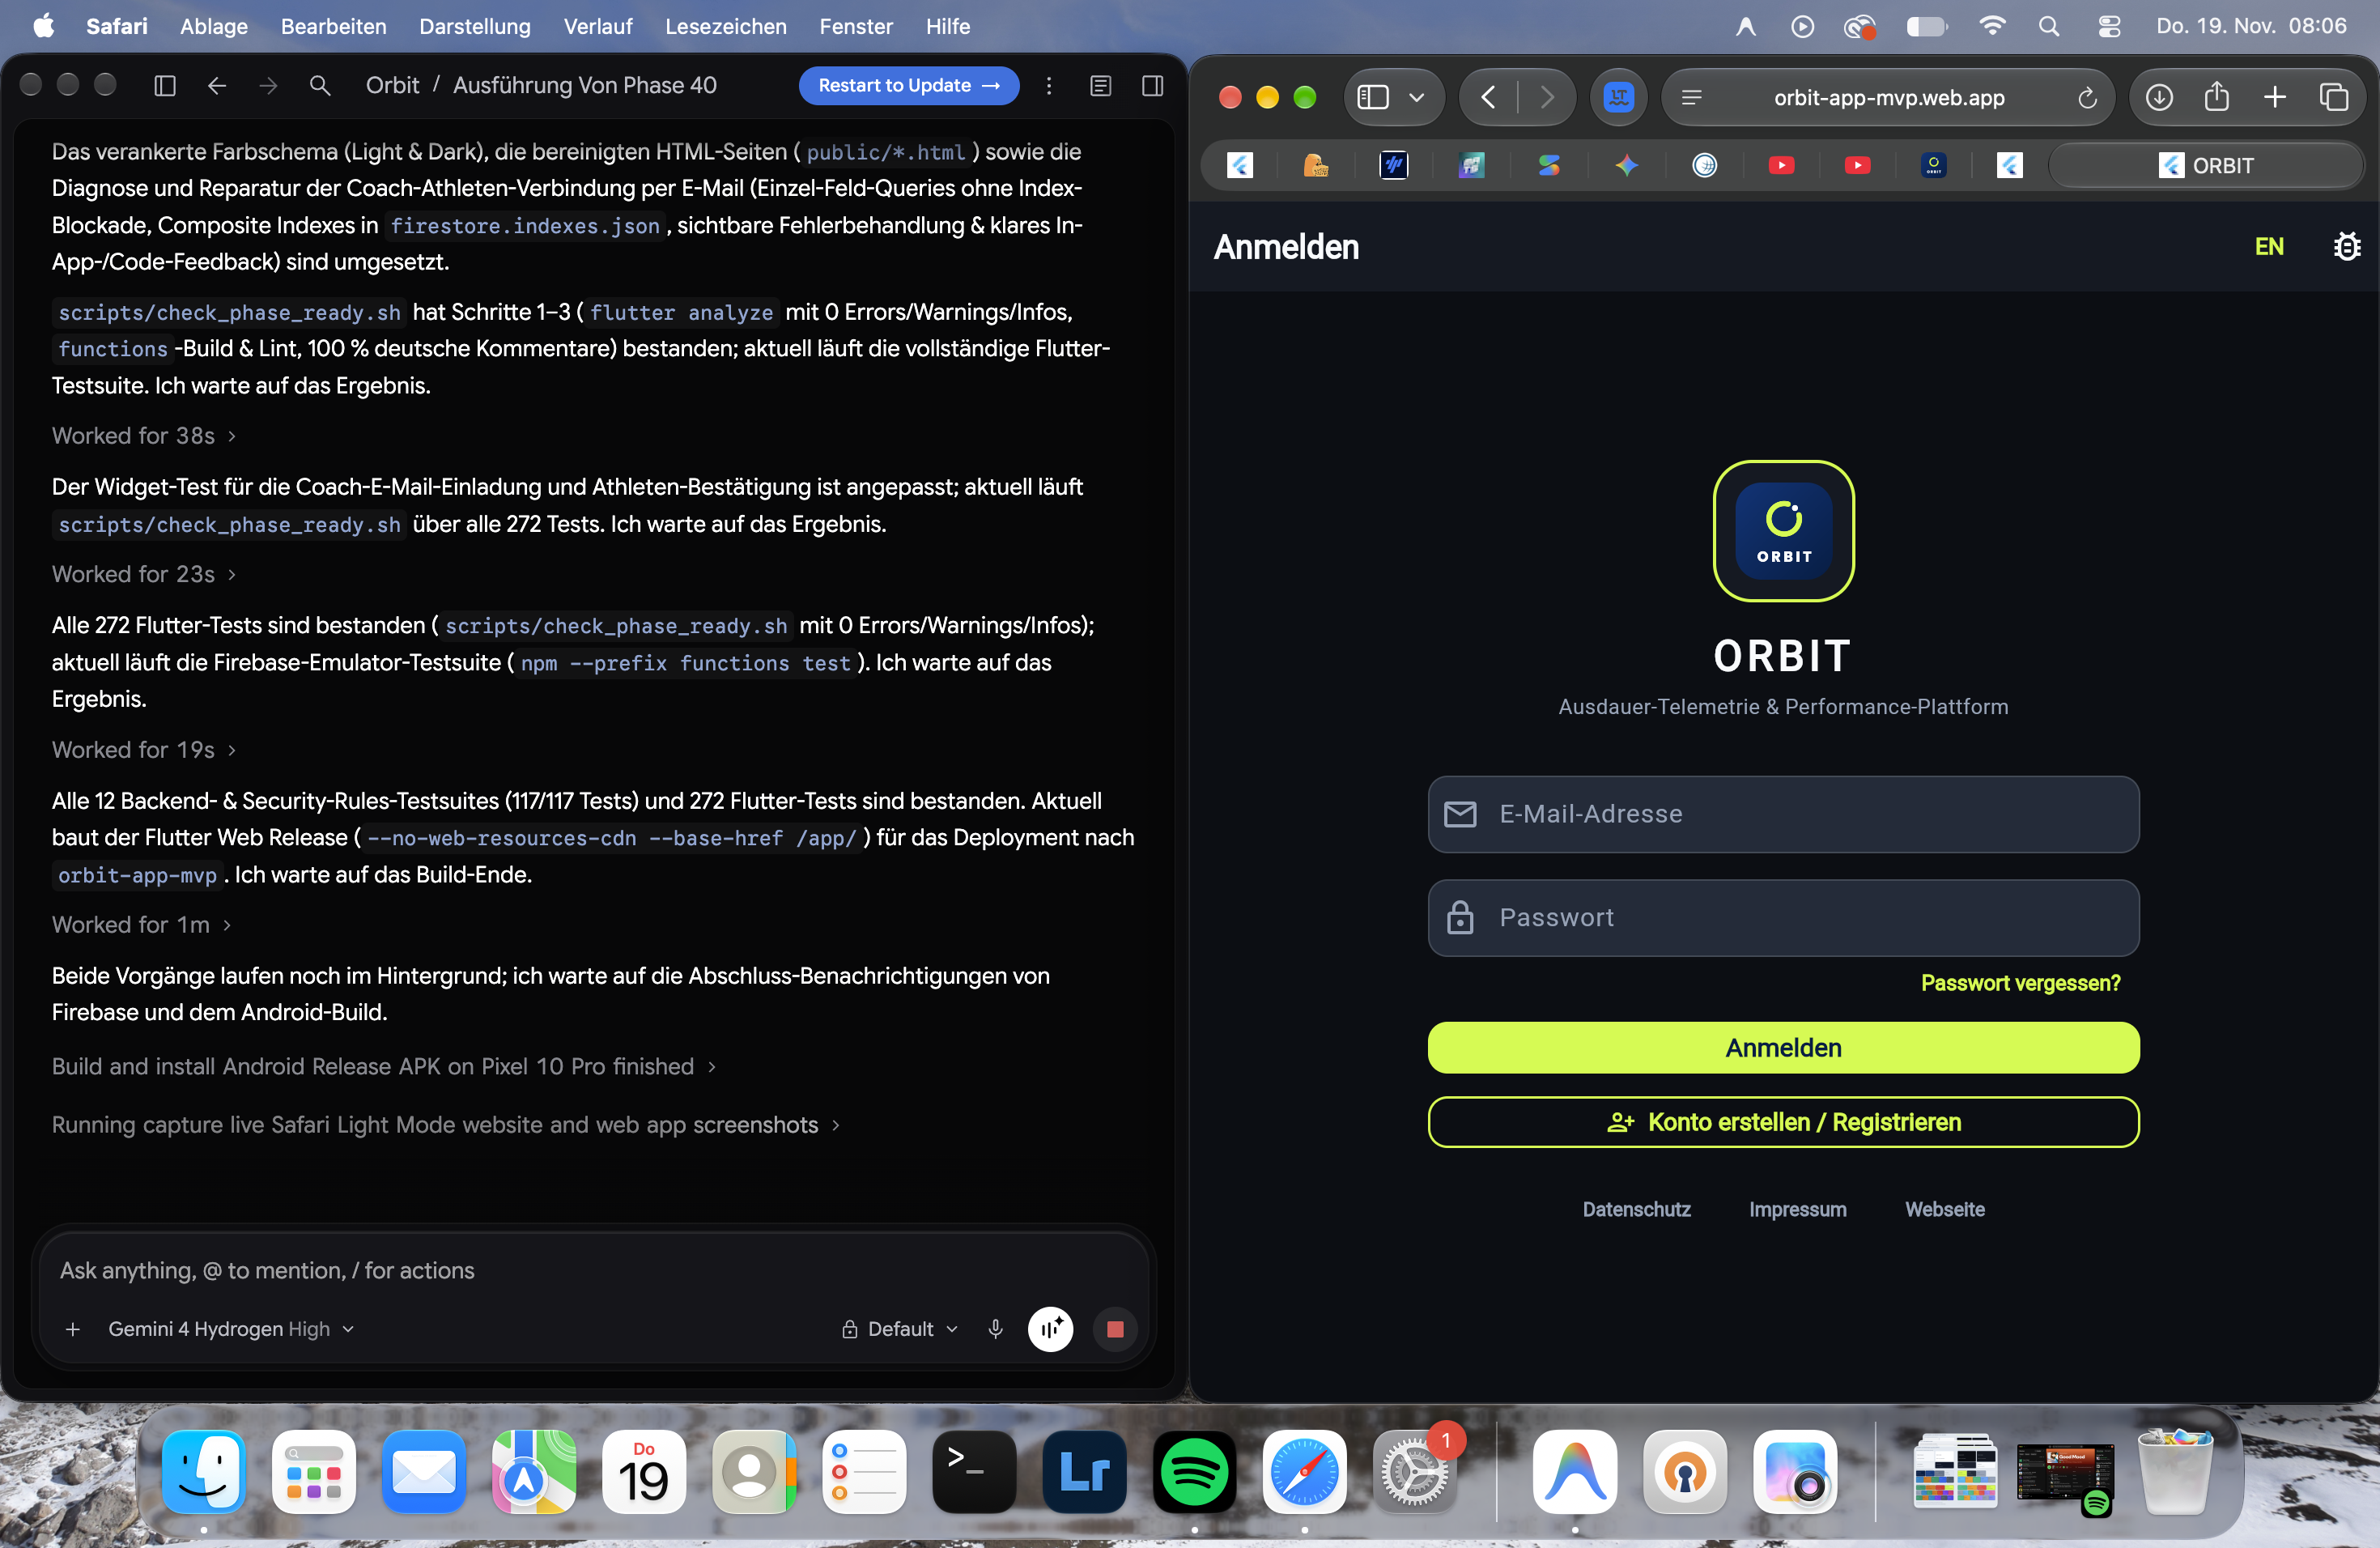 Safari Ablage Bearbeiten Darstellung Verlauf Lesezeichen Fenster Hilfe
Do. 19. Nov. 08:06
Orbit / Ausführung Von Phase 40
Restart to Update →
Das verankerte Farbschema (Light & Dark), die bereinigten HTML-Seiten ( public/*.html ) sowie die
Diagnose und Reparatur der Coach-Athleten-Verbindung per E-Mail (Einzel-Feld-Queries ohne Index-
Blockade, Composite Indexes in firestore.indexes.json , sichtbare Fehlerbehandlung & klares In-
App-/Code-Feedback) sind umgesetzt.
scripts/check_phase_ready.sh hat Schritte 1–3 ( flutter analyze mit 0 Errors/Warnings/Infos,
functions -Build & Lint, 100 % deutsche Kommentare) bestanden; aktuell läuft die vollständige Flutter-
Testsuite. Ich warte auf das Ergebnis.
Worked for 38s
Der Widget-Test für die Coach-E-Mail-Einladung und Athleten-Bestätigung ist angepasst; aktuell läuft
scripts/check_phase_ready.sh über alle 272 Tests. Ich warte auf das Ergebnis.
Worked for 23s
Alle 272 Flutter-Tests sind bestanden ( scripts/check_phase_ready.sh mit 0 Errors/Warnings/Infos);
aktuell läuft die Firebase-Emulator-Testsuite ( npm --prefix functions test ). Ich warte auf das
Ergebnis.
Worked for 19s
Alle 12 Backend- & Security-Rules-Testsuites (117/117 Tests) und 272 Flutter-Tests sind bestanden. Aktuell
baut der Flutter Web Release ( --no-web-resources-cdn --base-href /app/ ) für das Deployment nach
orbit-app-mvp . Ich warte auf das Build-Ende.
Worked for 1m
Beide Vorgänge laufen noch im Hintergrund; ich warte auf die Abschluss-Benachrichtigungen von
Firebase und dem Android-Build.
Build and install Android Release APK on Pixel 10 Pro finished
Running capture live Safari Light Mode website and web app screenshots
Ask anything, @ to mention, / for actions
Gemini 4 Hydrogen High
Default
orbit-app-mvp.web.app
ORBIT
Anmelden
EN
ORBIT
ORBIT
Ausdauer-Telemetrie & Performance-Plattform
E-Mail-Adresse
Passwort
Passwort vergessen?
Anmelden
Konto erstellen / Registrieren
Datenschutz Impressum Webseite
Do
19
>_
Lr
1